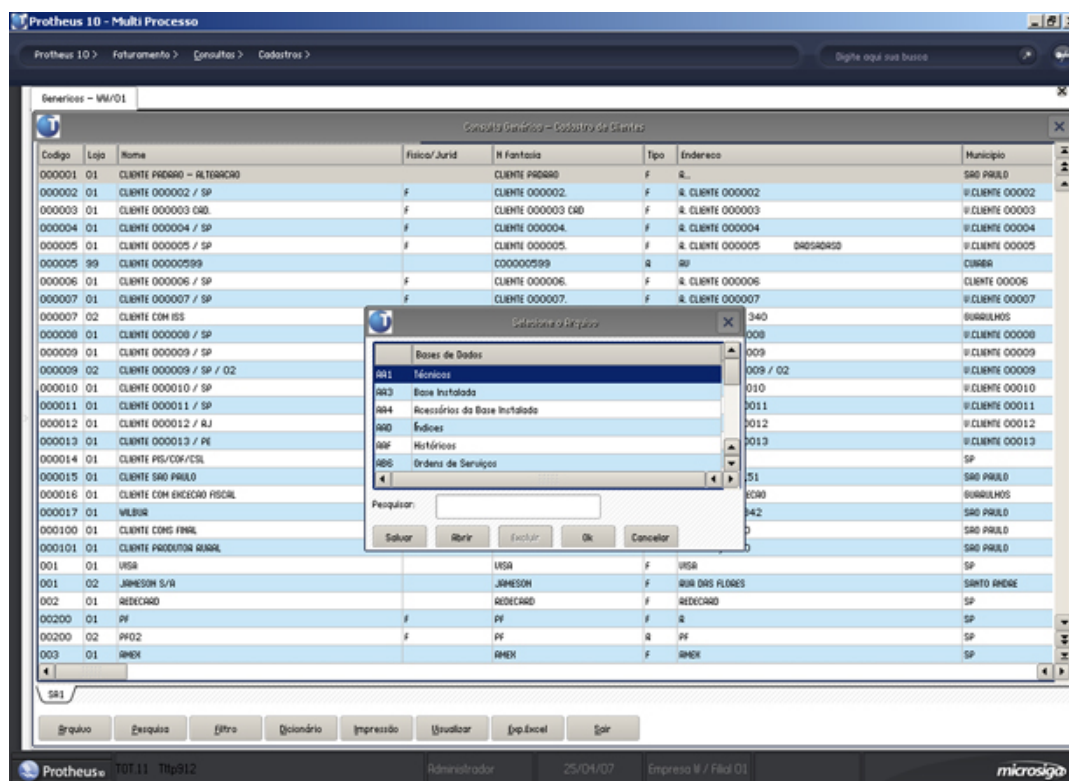 Protheus 10 - Multi Processo
Protheus 10 > Faturamento > Consultas > Cadastros >
Digite aqui sua busca
Genericos - WW/01
Consulta Genérica - Cadastro de Clientes
Codigo Loja Nome Fisica/Jurid N Fantasia Tipo Endereco Municipio
000001 01 CLIENTE PADRAO - ALTERACAO CLIENTE PADRAO F R... SAO PAULO
000002 01 CLIENTE 000002 / SP F CLIENTE 000002. F R. CLIENTE 000002 U.CLIENTE 00002
000003 01 CLIENTE 000003 CAD. F CLIENTE 000003 CAD F R. CLIENTE 000003 U.CLIENTE 00003
000004 01 CLIENTE 000004 / SP F CLIENTE 000004. F R. CLIENTE 000004 U.CLIENTE 00004
000005 01 CLIENTE 000005 / SP F CLIENTE 000005. F R. CLIENTE 000005 DADSADASD U.CLIENTE 00005
000005 99 CLIENTE 00000599 C00000599 R AV CUIABA
000006 01 CLIENTE 000006 / SP F CLIENTE 000006. F R. CLIENTE 000006 CLIENTE 00006
000007 01 CLIENTE 000007 / SP F CLIENTE 000007. F R. CLIENTE 000007 U.CLIENTE 00007
000007 02 CLIENTE COM ISS 340 GUARULHOS
000008 01 CLIENTE 000008 / SP 008 U.CLIENTE 00008
000009 01 CLIENTE 000009 / SP 009 U.CLIENTE 00009
000009 02 CLIENTE 000009 / SP / 02 009 / 02 U.CLIENTE 00009
000010 01 CLIENTE 000010 / SP 010 U.CLIENTE 00010
000011 01 CLIENTE 000011 / SP 0011 U.CLIENTE 00011
000012 01 CLIENTE 000012 / RJ 0012 U.CLIENTE 00012
000013 01 CLIENTE 000013 / PE 0013 U.CLIENTE 00013
000014 01 CLIENTE PIS/COF/CSL SP
000015 01 CLIENTE SAO PAULO ,51 SAO PAULO
000016 01 CLIENTE COM EXCECAO FISCAL ECAO GUARULHOS
000017 01 WILBUR 042 SAO PAULO
000100 01 CLIENTE CONS FINAL SAO PAULO
000101 01 CLIENTE PRODUTOR RURAL SAO PAULO
001 01 VISA VISA F VISA SP
001 02 JAMESON S/A JAMESON F RUA DAS FLORES SANTO ANDRE
002 01 REDECARD REDECARD F REDECARD SP
00200 01 PF F PF F R SP
00200 02 PF02 F PF R PF SP
003 01 AMEX AMEX F AMEX SP
Selecione o Arquivo
Bases de Dados
AA1 Técnicos
AA3 Base Instalada
AA4 Acessórios da Base Instalada
AAD Índices
AAF Históricos
AB6 Ordens de Serviços
Pesquisar:
Salvar Abrir Excluir Ok Cancelar
SA1
Arquivo Pesquisa Filtro Dicionário Impressão Visualizar Exp.Excel Sair
Protheus TOT.11 Ttp912 Administrador 25/04/07 Empresa W / Filial 01 microsiga